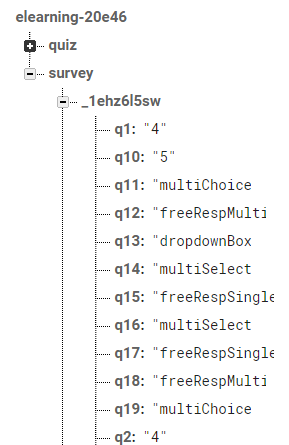 elearning-20e46
quiz
survey
_1ehz6l5sw
q1: "4"
q10: "5"
q11: "multiChoice
q12: "freeRespMulti
q13: "dropdownBox
q14: "multiSelect
q15: "freeRespSingle
q16: "multiSelect
q17: "freeRespSingle
q18: "freeRespMulti
q19: "multiChoice
q2: "4"